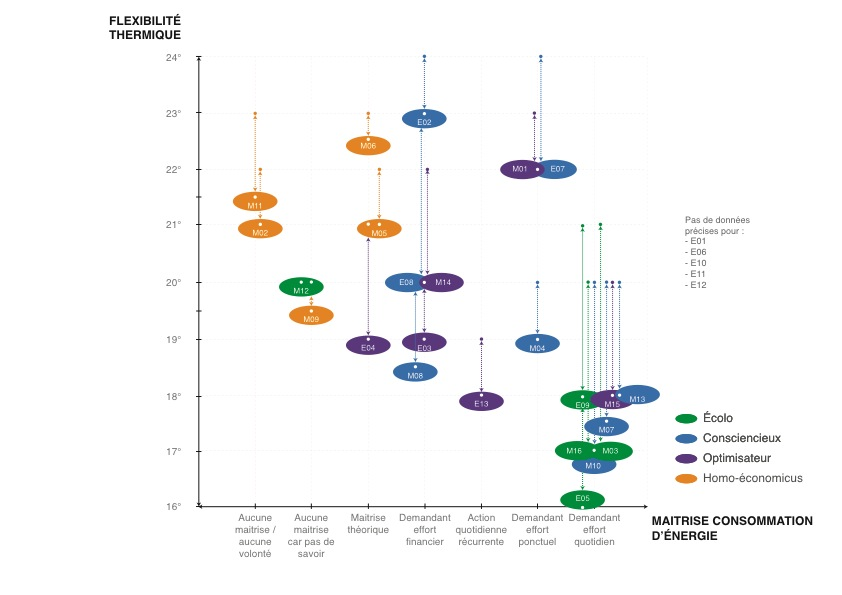 FLEXIBILITÉ
THERMIQUE
24°
23°
E02
M06
22°
M01 E07
M11
21°
M02
M05
Pas de données
précises pour :
- E01
- E06
- E10
- E11
- E12
20°
M12
E08 M14
M09
19°
E04
E03
M04
M08
18°
E13
E09 M15 M13
M07
17°
M16 M03
M10
E05
16°
Écolo
Consciencieux
Optimisateur
Homo-économicus
Aucune
maitrise /
aucune
volonté
Aucune
maitrise
car pas de
savoir
Maitrise
théorique
Demandant
effort
financier
Action
quotidienne
récurrente
Demandant
effort
ponctuel
Demandant
effort
quotidien
MAITRISE CONSOMMATION
D'ÉNERGIE